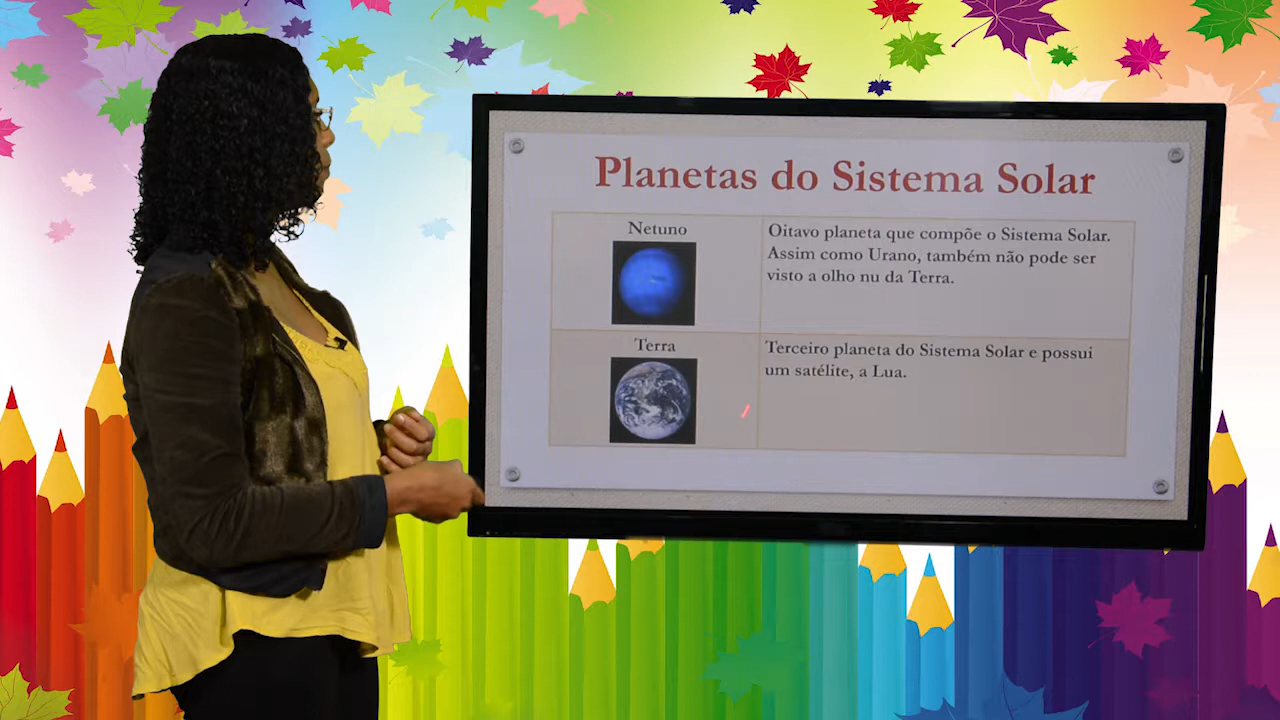 Planetas do Sistema Solar
Netuno
Oitavo planeta que compõe o Sistema Solar.
Assim como Urano, também não pode ser
visto a olho nu da Terra.
Terra
Terceiro planeta do Sistema Solar e possui
um satélite, a Lua.